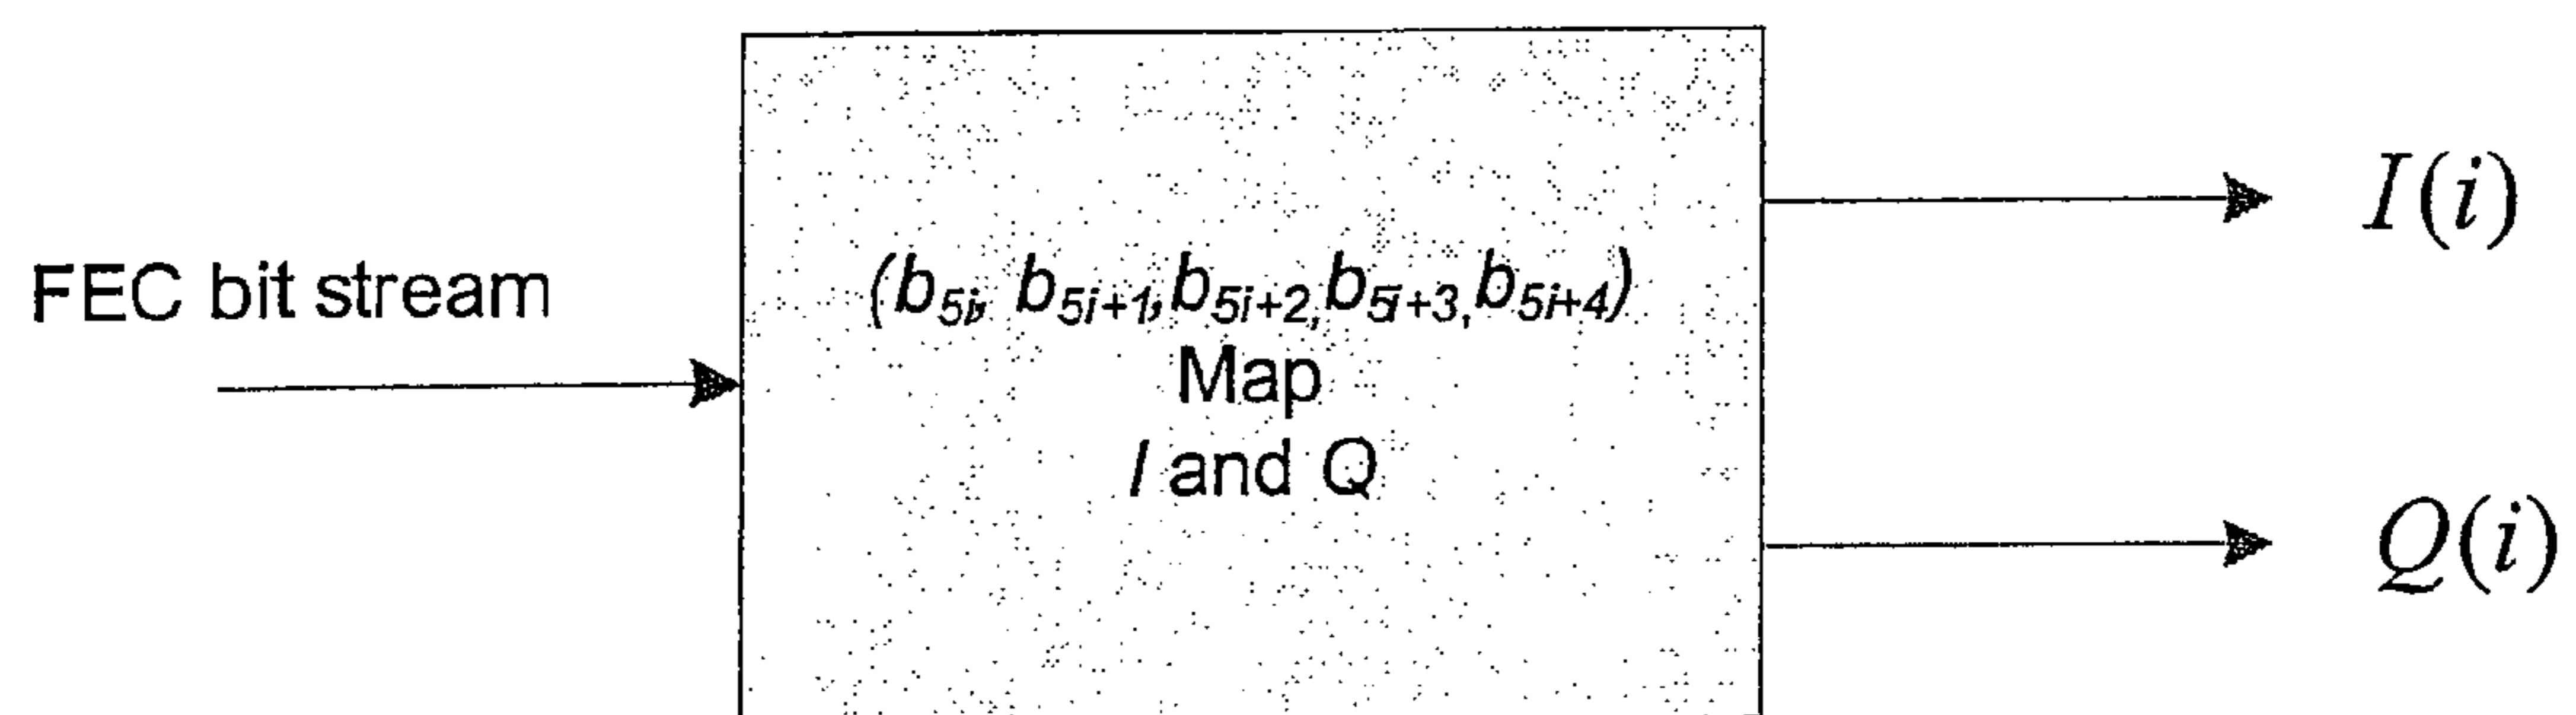 FEC bit stream
(b5i, b5i+1, b5i+2, b5i+3, b5i+4)
Map
I and Q
I(i)
Q(i)